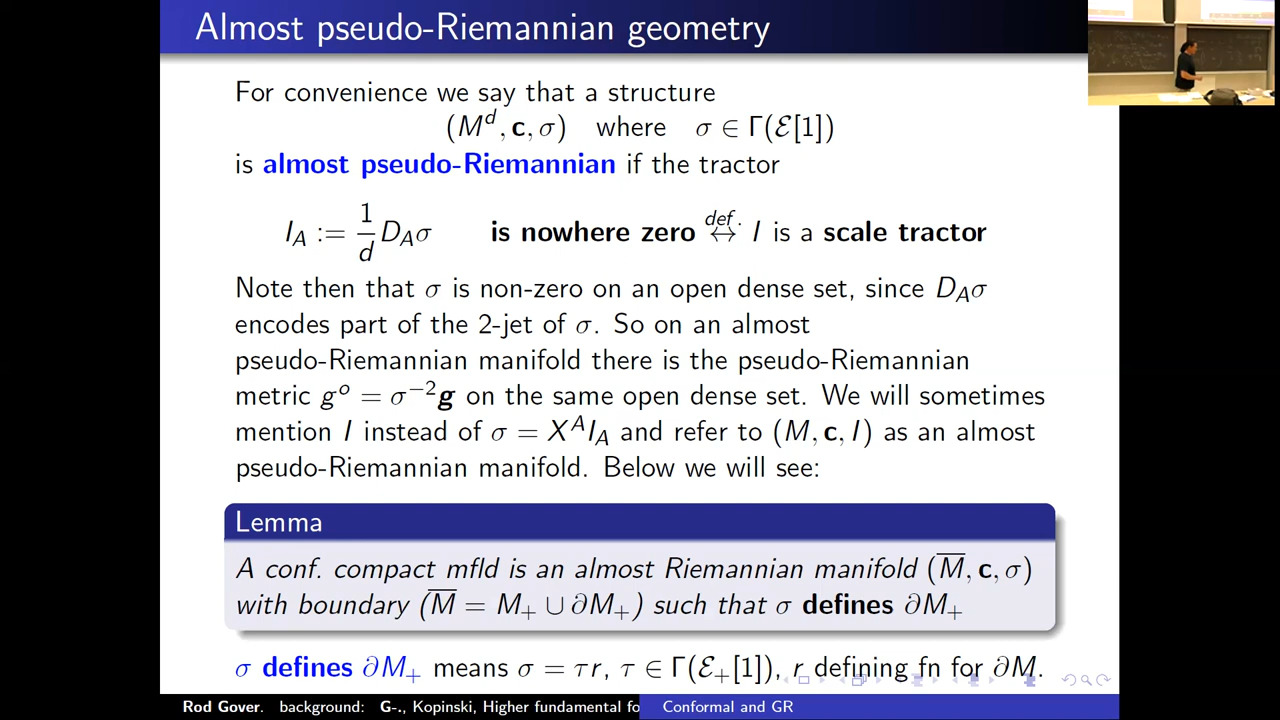 Almost pseudo-Riemannian geometry
For convenience we say that a structure
(M^d, c, σ) where σ ∈ Γ(ℰ[1])
is almost pseudo-Riemannian if the tractor
I_A := 1/d D_A σ is nowhere zero ↔^{def.} I is a scale tractor
Note then that σ is non-zero on an open dense set, since D_A σ
encodes part of the 2-jet of σ. So on an almost
pseudo-Riemannian manifold there is the pseudo-Riemannian
metric g^o = σ^{-2} g on the same open dense set. We will sometimes
mention I instead of σ = X^A I_A and refer to (M, c, I) as an almost
pseudo-Riemannian manifold. Below we will see:
Lemma
A conf. compact mfld is an almost Riemannian manifold (M̅, c, σ)
with boundary (M̅ = M_+ ∪ ∂M_+) such that σ defines ∂M_+
σ defines ∂M_+ means σ = τr, τ ∈ Γ(ℰ_+[1]), r defining fn for ∂M.
Rod Gover. background: G-., Kopinski, Higher fundamental fo
Conformal and GR